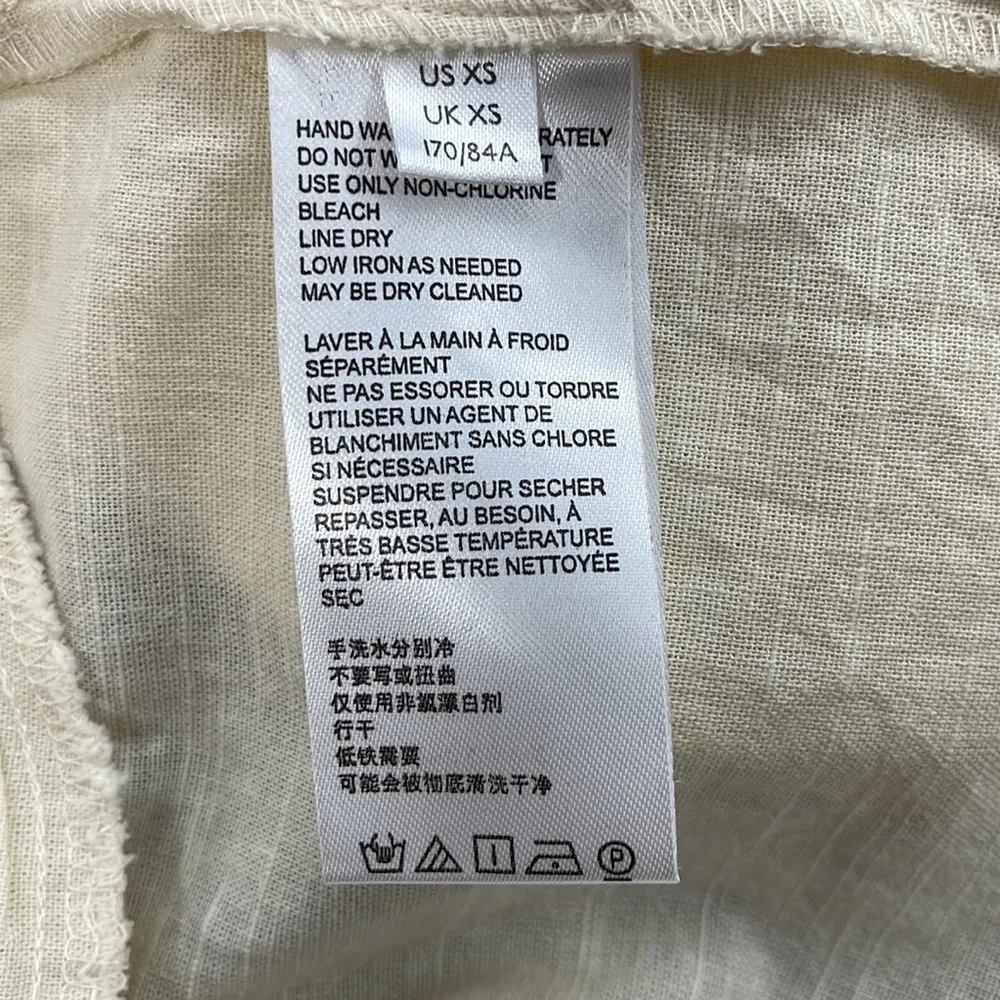 US XS
UK XS
170/84A
HAND WA RATELY
DO NOT W T
USE ONLY NON-CHLORINE
BLEACH
LINE DRY
LOW IRON AS NEEDED
MAY BE DRY CLEANED
LAVER À LA MAIN À FROID
SÉPARÉMENT
NE PAS ESSORER OU TORDRE
UTILISER UN AGENT DE
BLANCHIMENT SANS CHLORE
SI NÉCESSAIRE
SUSPENDRE POUR SECHER
REPASSER, AU BESOIN, À
TRÉS BASSE TEMPÉRATURE
PEUT-ÊTRE ÊTRE NETTOYÉE
SEC
手洗水分别冷
不要写或扭曲
仅使用非氯漂白剂
行干
低铁需要
可能会被彻底清洗干净
P